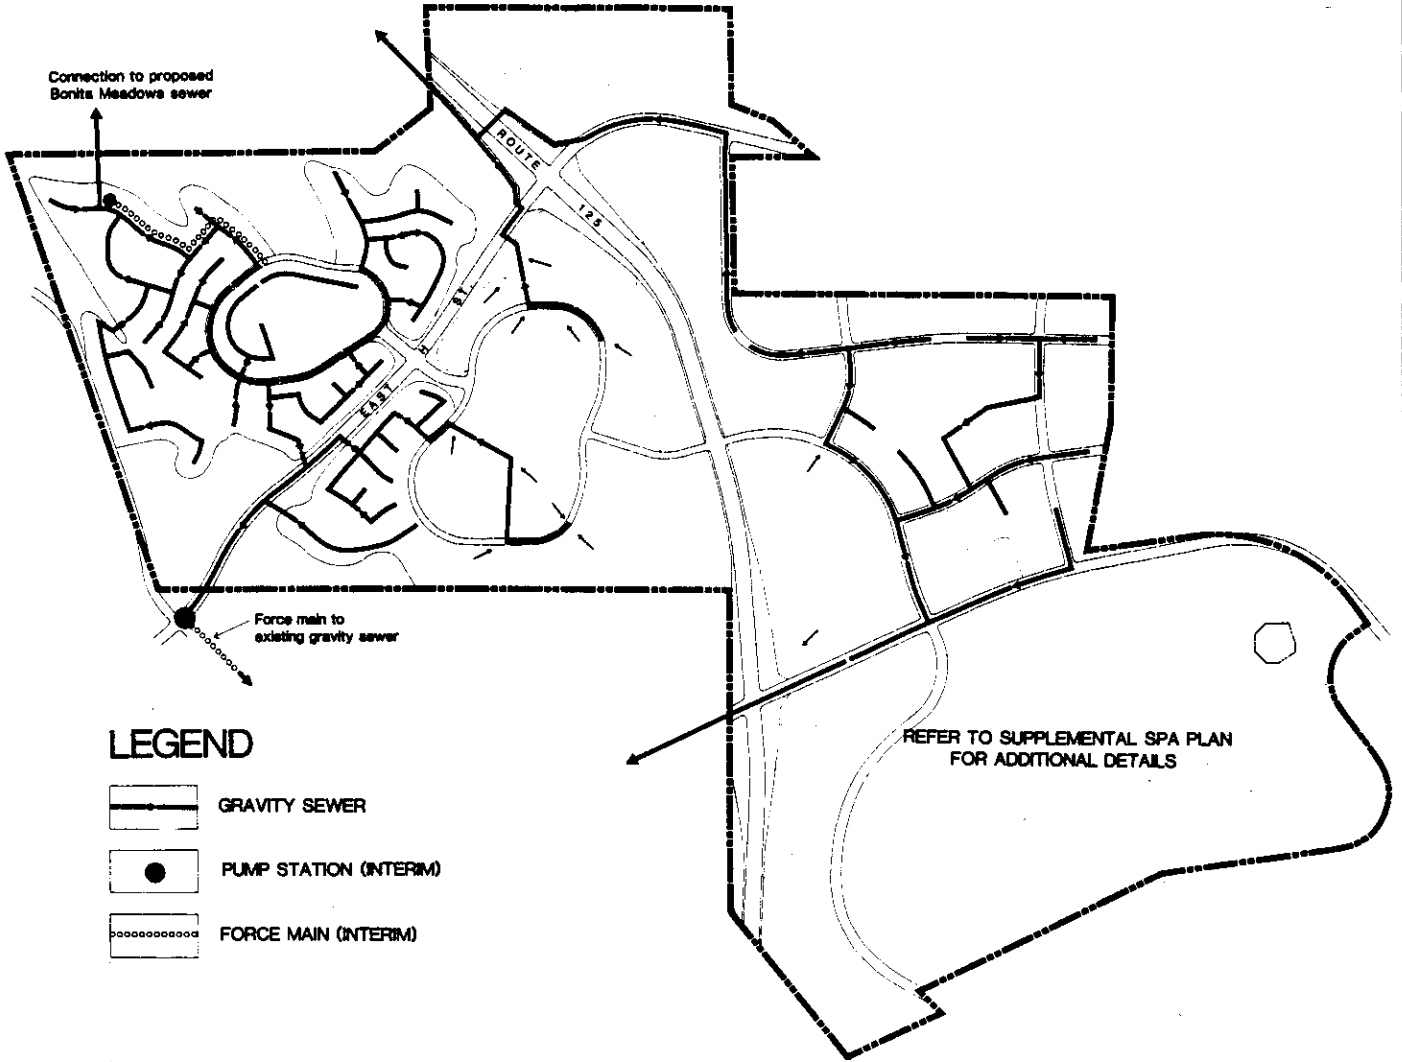 Connection to proposed
Bonita Meadows sewer
ROUTE 125
EAST H ST.
Force main to
existing gravity sewer
REFER TO SUPPLEMENTAL SPA PLAN
FOR ADDITIONAL DETAILS
LEGEND
GRAVITY SEWER
PUMP STATION (INTERIM)
FORCE MAIN (INTERIM)